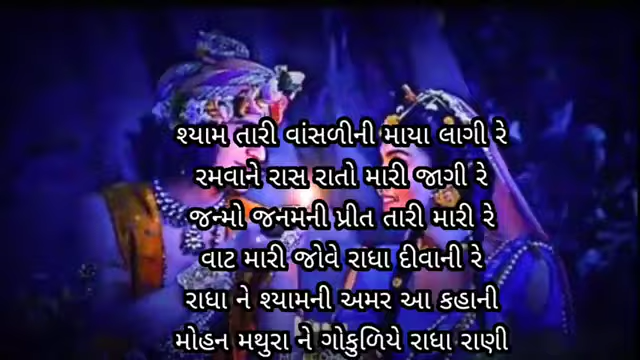 શ્યામ તારી વાંસળીની માયા લાગી રે
રમવાને રાસ રાતો મારી જાગી રે
જન્મો જનમની પ્રીત તારી મારી રે
વાટ મારી જોવે રાધા દીવાની રે
રાધા ને શ્યામની અમર આ કહાની
મોહન મથુરા ને ગોકુળિયે રાધા રાણી